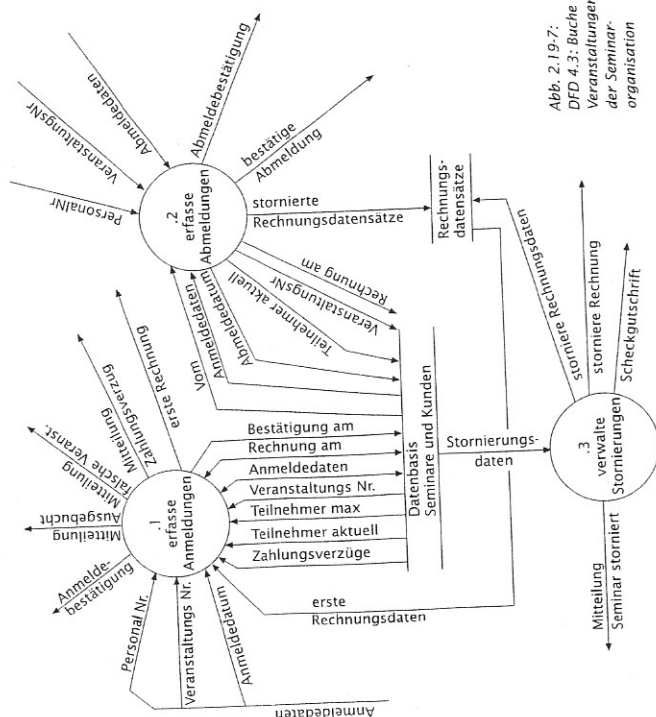 Abb. 2.19-7:
DFD 4.3: Buche
Veranstaltungen
der Seminar-
organisation
PersonalNr
VeranstaltungsNr
Abmeldedaten
Abmeldebestätigung
bestätige
Abmeldung
.2
erfasse
Abmeldungen
stornierte
Rechnungsdatensätze
Rechnungs-
datensätze
Rechnung am
VeranstaltungsNr
Teilnehmer aktuell
Abmeldedatum
Anmeldedaten
Vom
erste Rechnung
Mitteilung
Zahlungsverzug
Mitteilung
falsche Veranst.
Mitteilung
Ausgebucht
Anmelde-
bestätigung
.1
erfasse
Anmeldungen
Personal Nr.
Veranstaltungs Nr.
Anmeldedatum
Anmeldedaten
Bestätigung am
Rechnung am
Anmeldedaten
Veranstaltungs Nr.
Teilnehmer max
Teilnehmer aktuell
Zahlungsverzüge
Datenbasis
Seminare und Kunden
erste
Rechnungsdaten
Stornierungs-
daten
storniere Rechnungsdaten
storniere Rechnung
Scheckgutschrift
.3
verwalte
Stornierungen
Mitteilung
Seminar storniert